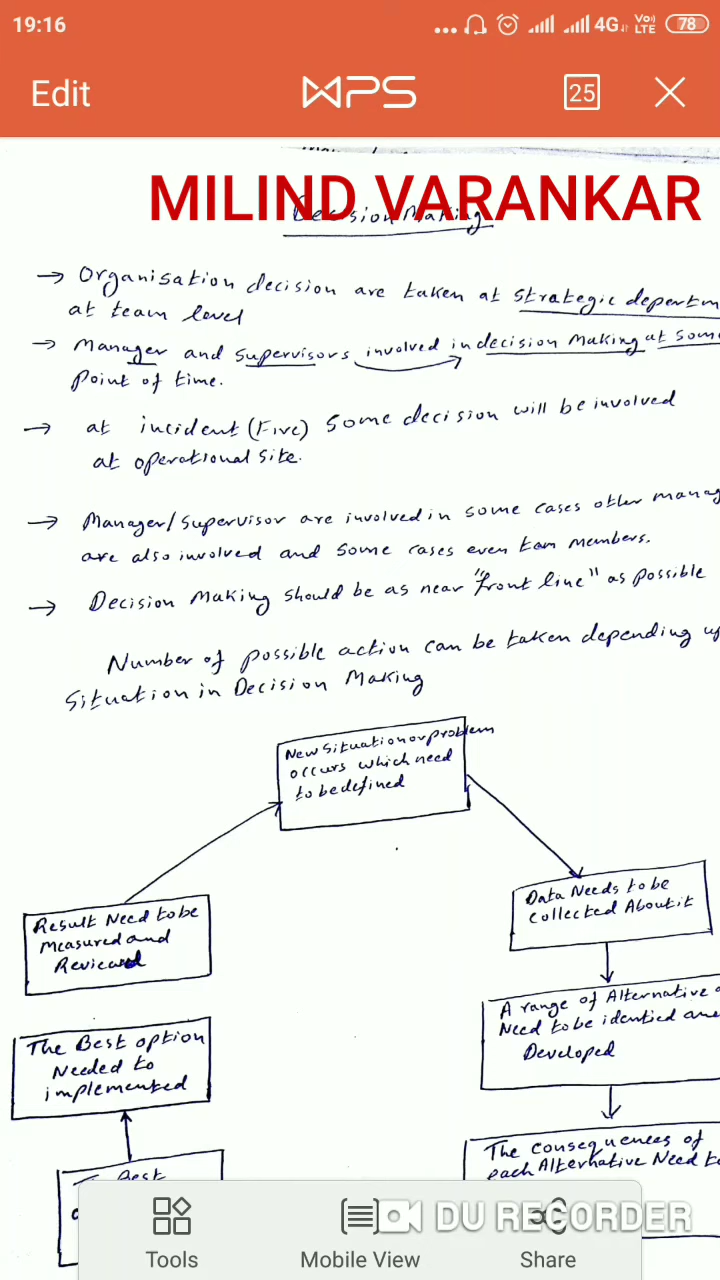 19:16
4G
Vo))
LTE
78
Edit
WPS
25
MILIND VARANKAR
Decision Making
→ Organisation decision are taken at strategic departm
at team level
→ Manager and supervisors involved in decision Making at som
point of time.
→ at incident (Five) some decision will be involved
at operational site.
→ Manager/supervisor are involved in some cases other manag
are also involved and some cases even team members.
→ Decision Making should be as near "front line" as possible
Number of possible action can be taken depending up
situation in Decision Making
New situation or problem
occurs which need
to be defined
Data Needs to be
collected About it
Result Need to be
Measured and
Reviewed
A range of Alternative
Need to be identied
Developed
The Best option
Needed to
implemented
The consequences of
each Alternative Need to
Best
DU RECORDER
Tools
Mobile View
Share